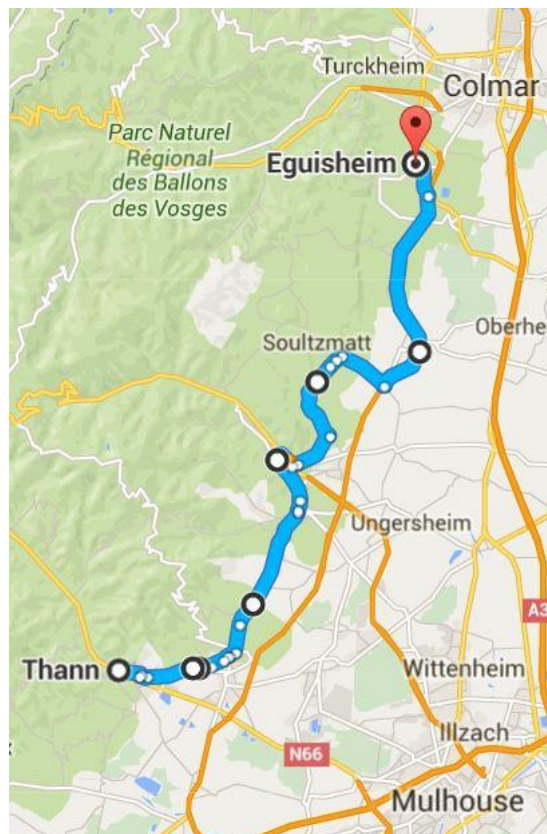 Turckheim
Colmar
Parc Naturel
Régional
des Ballons
des Vosges
Eguisheim
Soultzmatt
Oberhe
Ungersheim
A3
Thann
Wittenheim
N66
Illzach
Mulhouse